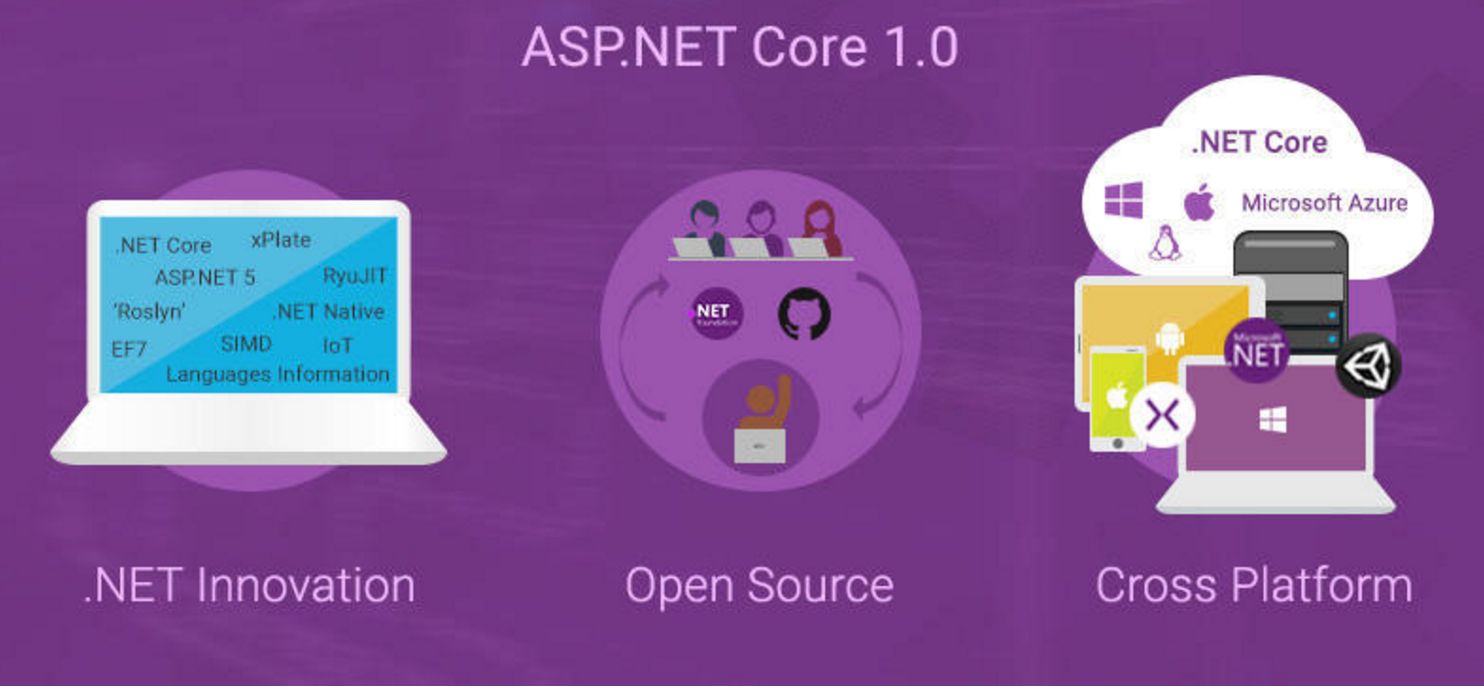 ASP.NET Core 1.0
.NET Core xPlate
ASP.NET 5 RyuJIT
'Roslyn' .NET Native
EF7 SIMD IoT
Languages Information
.NET
foundation
.NET Core
Microsoft Azure
Microsoft
.NET
.NET Innovation
Open Source
Cross Platform